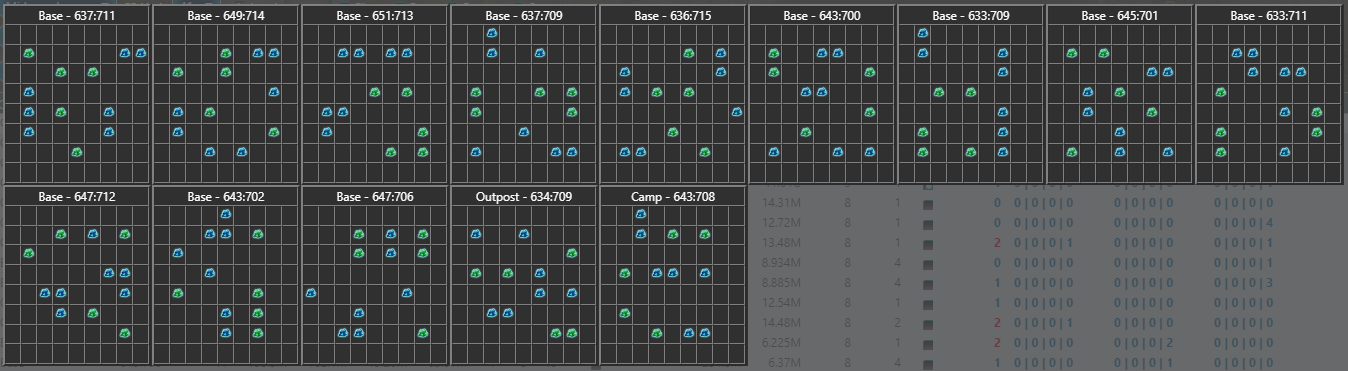 Base - 637:711
Base - 649:714
Base - 651:713
Base - 637:709
Base - 636:715
Base - 643:700
Base - 633:709
Base - 645:701
Base - 633:711
Base - 647:712
Base - 643:702
Base - 647:706
Outpost - 634:709
Camp - 643:708
14.31M 8 1 0 0 | 0 | 0 | 0 0 | 0 | 0 | 0 0 | 0 | 0 | 0
12.72M 8 1 0 0 | 0 | 0 | 0 0 | 0 | 0 | 0 0 | 0 | 0 | 4
13.48M 8 1 2 0 | 0 | 0 | 1 0 | 0 | 0 | 0 0 | 0 | 0 | 1
8.934M 8 4 0 0 | 0 | 0 | 0 0 | 0 | 0 | 0 0 | 0 | 0 | 1
8.885M 8 4 1 0 | 0 | 0 | 0 0 | 0 | 0 | 0 0 | 0 | 0 | 3
12.54M 8 1 1 0 | 0 | 0 | 0 0 | 0 | 0 | 0 0 | 0 | 0 | 0
14.48M 8 2 2 0 | 0 | 0 | 1 0 | 0 | 0 | 0 0 | 0 | 0 | 0
6.225M 8 1 2 0 | 0 | 0 | 0 0 | 0 | 0 | 2 0 | 0 | 0 | 0
6.37M 8 4 1 0 | 0 | 0 | 0 0 | 0 | 0 | 1 0 | 0 | 0 | 0